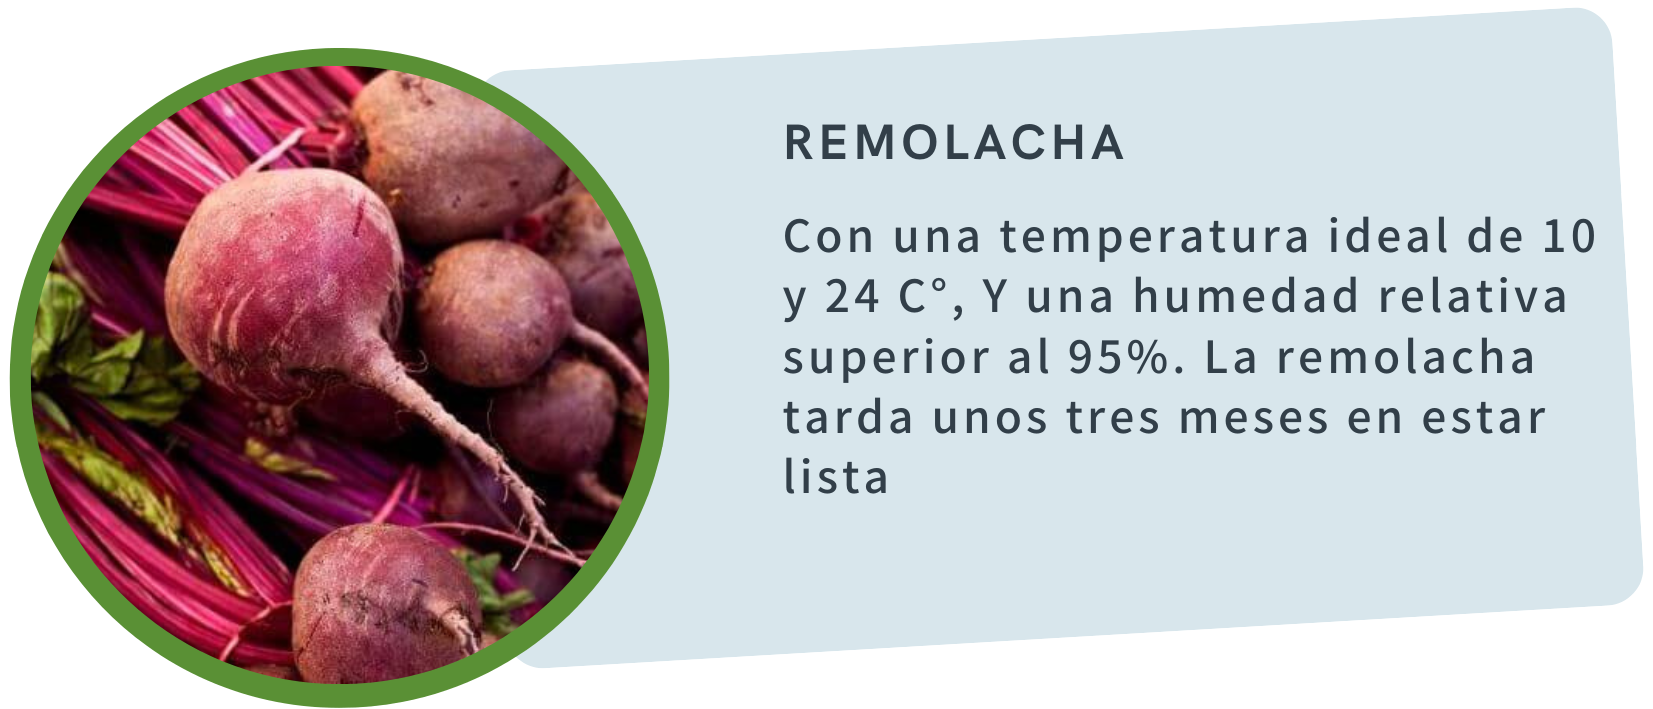 REMOLACHA
Con una temperatura ideal de 10
y 24 C°, Y una humedad relativa
superior al 95%. La remolacha
tarda unos tres meses en estar
lista